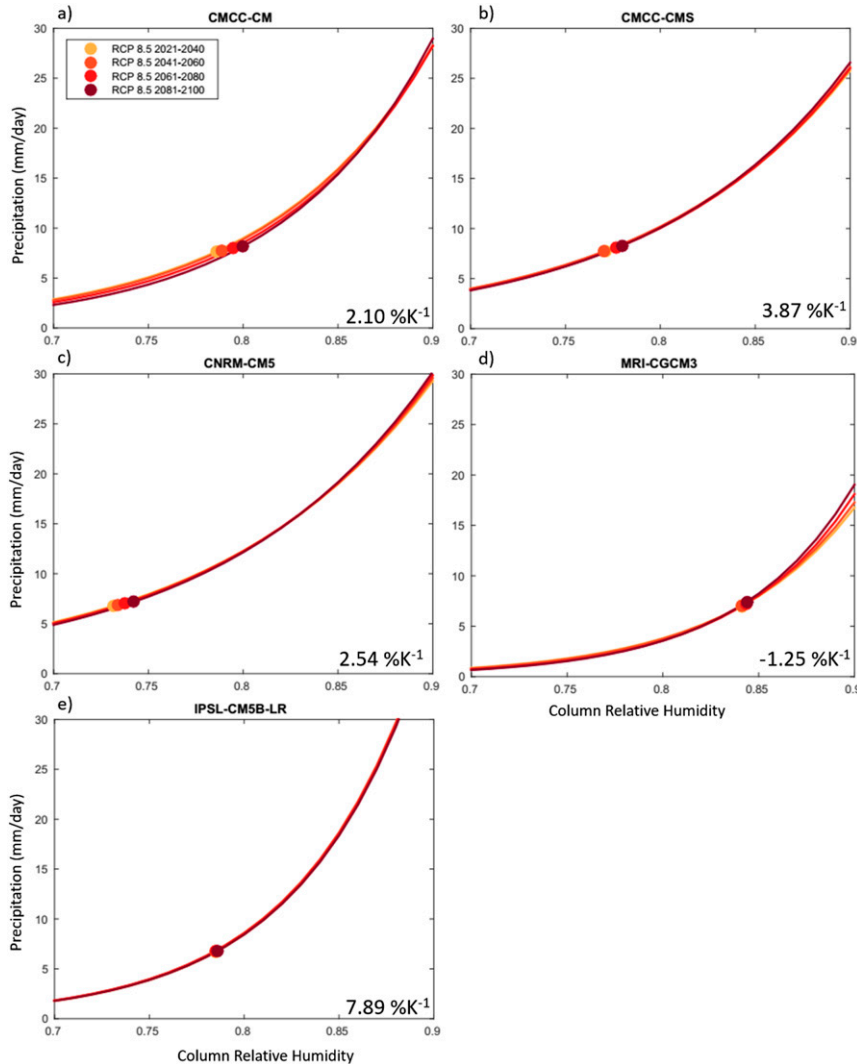 a)
CMCC-CM
30
25
20
15
10
5
0
0.7
0.75
0.8
0.85
0.9
Precipitation (mm/day)
RCP 8.5 2021-2040
RCP 8.5 2041-2060
RCP 8.5 2061-2080
RCP 8.5 2081-2100
2.10 %K-1
b)
CMCC-CMS
30
25
20
15
10
5
0
0.7
0.75
0.8
0.85
0.9
3.87 %K-1
c)
CNRM-CM5
30
25
20
15
10
5
0
0.7
0.75
0.8
0.85
0.9
Precipitation (mm/day)
2.54 %K-1
d)
MRI-CGCM3
30
25
20
15
10
5
0
0.7
0.75
0.8
0.85
0.9
-1.25 %K-1
Column Relative Humidity
e)
IPSL-CM5B-LR
30
25
20
15
10
5
0
0.7
0.75
0.8
0.85
0.9
Precipitation (mm/day)
7.89 %K-1
Column Relative Humidity